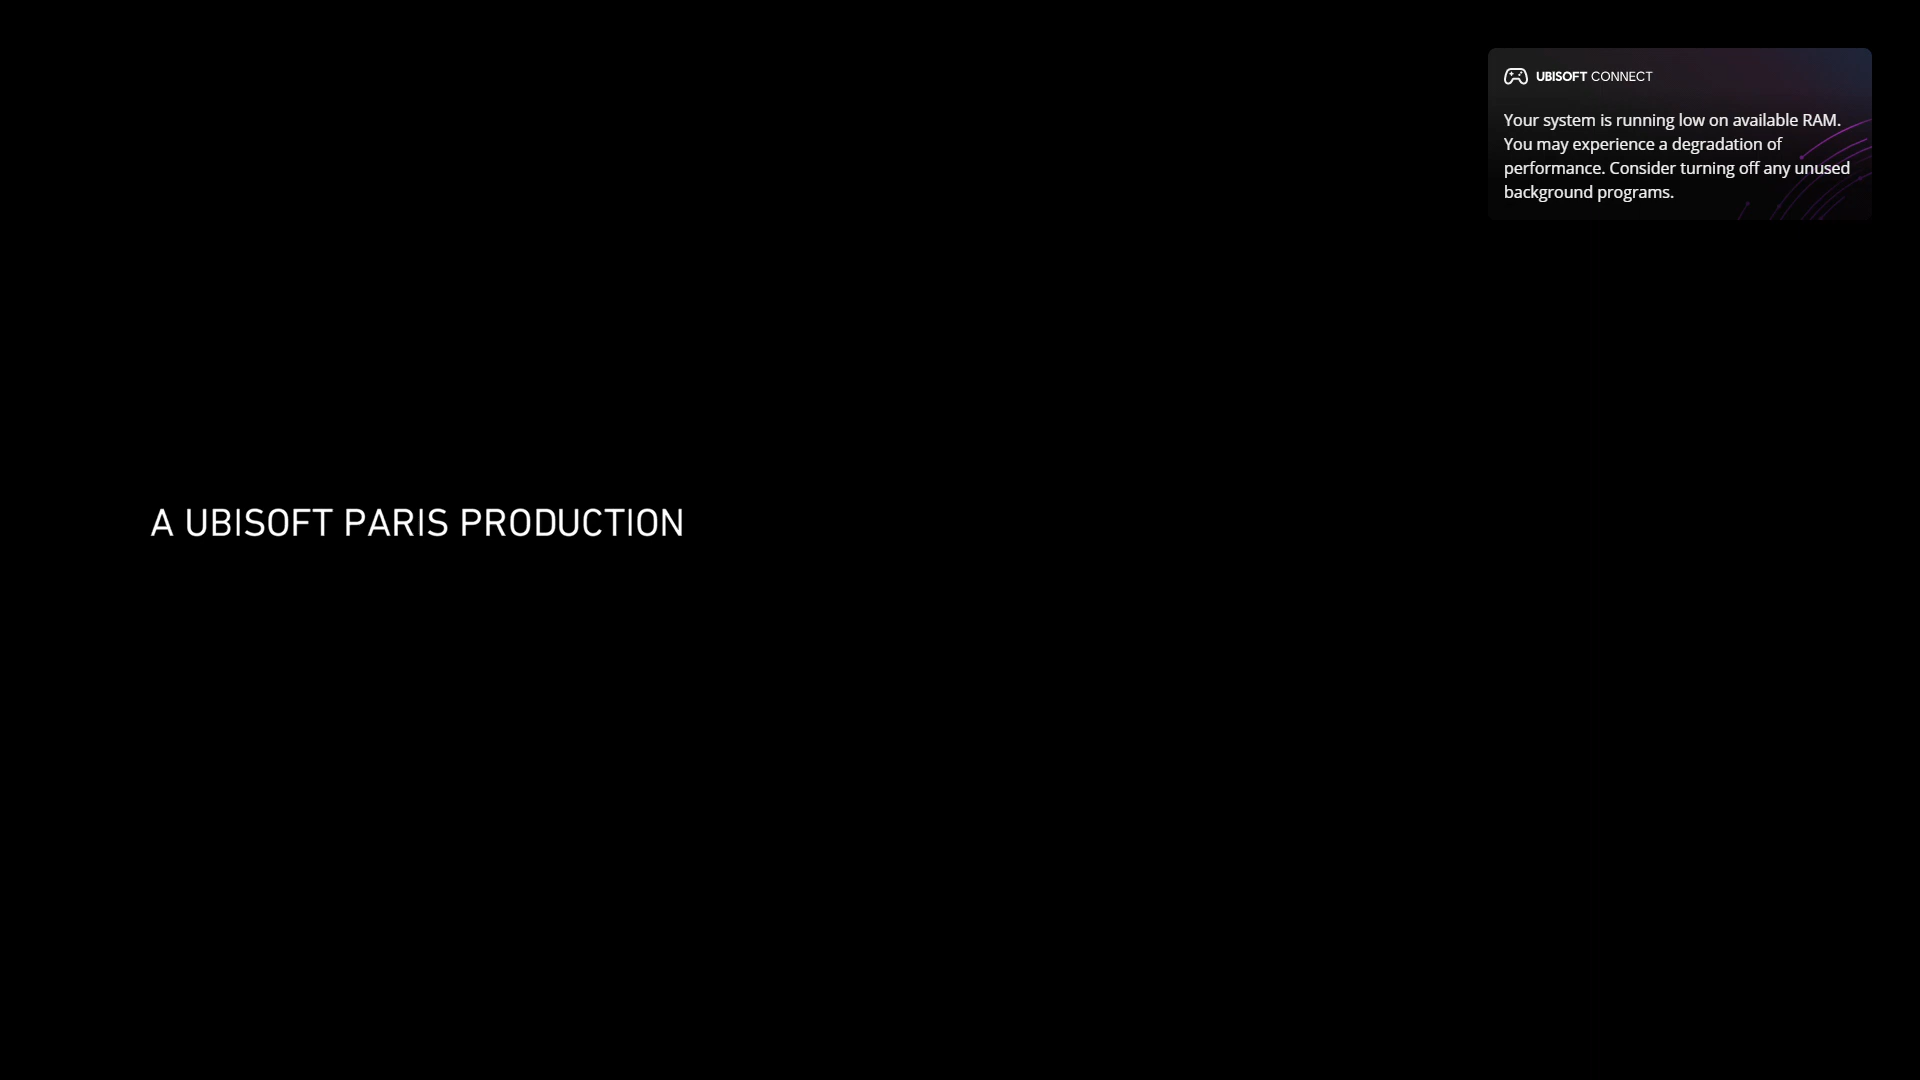 UBISOFT CONNECT
Your system is running low on available RAM.
You may experience a degradation of
performance. Consider turning off any unused
background programs.
A UBISOFT PARIS PRODUCTION